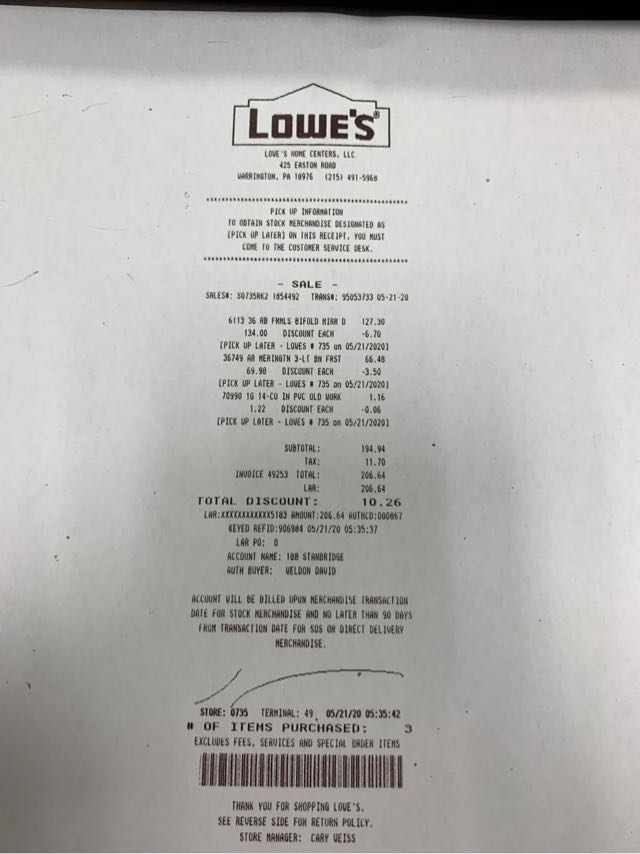 LOWE'S®
LOWE'S HOME CENTERS, LLC
425 EASTON ROAD
WARRINGTON, PA 18976 (215) 491-5968
PICK UP INFORMATION
TO OBTAIN STOCK MERCHANDISE DESIGNATED AS
[PICK UP LATER] ON THIS RECEIPT, YOU MUST
COME TO THE CUSTOMER SERVICE DESK.
- SALE -
SALES#: S0735RK2 1854492 TRANS#: 95053733 05-21-20
6113 36 AB FRMLS BIFOLD MIRR D 127.30
134.00 DISCOUNT EACH -6.70
[PICK UP LATER - LOWES # 735 on 05/21/2020]
36749 AR MERINGTN 3-LT BN FRST 66.48
69.98 DISCOUNT EACH -3.50
[PICK UP LATER - LOWES # 735 on 05/21/2020]
70990 1G 14-CU IN PVC OLD WORK 1.16
1.22 DISCOUNT EACH -0.06
[PICK UP LATER - LOWES # 735 on 05/21/2020]
SUBTOTAL: 194.94
TAX: 11.70
INVOICE 49253 TOTAL: 206.64
LAR: 206.64
TOTAL DISCOUNT: 10.26
LAR:XXXXXXXXXXXX5183 AMOUNT:206.64 AUTHCD:000867
KEYED REFID:906984 05/21/20 05:35:37
LAR PO: 0
ACCOUNT NAME: 188 STANBRIDGE
AUTH BUYER: WELDON DAVID
ACCOUNT WILL BE BILLED UPON MERCHANDISE TRANSACTION
DATE FOR STOCK MERCHANDISE AND NO LATER THAN 90 DAYS
FROM TRANSACTION DATE FOR SOS OR DIRECT DELIVERY
MERCHANDISE.
STORE: 0735 TERMINAL: 49 05/21/20 05:35:42
# OF ITEMS PURCHASED: 3
EXCLUDES FEES, SERVICES AND SPECIAL ORDER ITEMS
THANK YOU FOR SHOPPING LOWE'S.
SEE REVERSE SIDE FOR RETURN POLICY.
STORE MANAGER: CARY WEISS